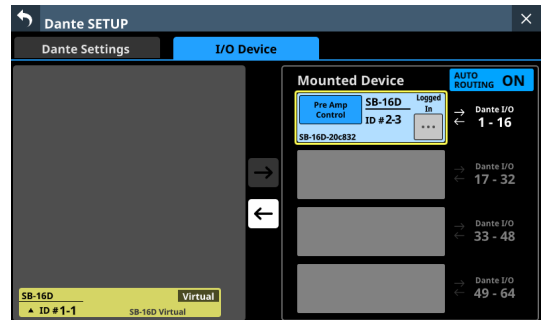 Dante SETUP
×
Dante Settings
I/O Device
Mounted Device
AUTO
ROUTING ON
Pre Amp
Control
SB-16D
ID #2-3
Logged
In
...
SB-16D-20c832
→ Dante I/O
← 1 - 16
→ Dante I/O
← 17 - 32
→
←
→ Dante I/O
← 33 - 48
→ Dante I/O
← 49 - 64
SB-16D
Virtual
▲ ID #1-1
SB-16D Virtual